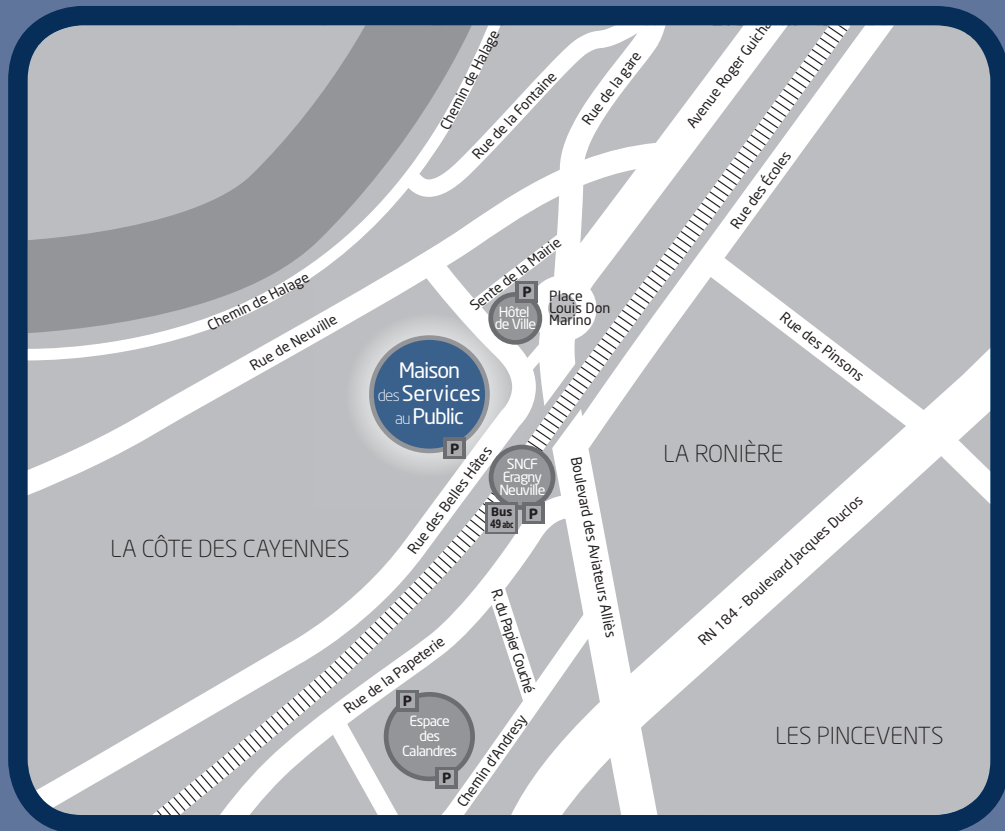 Chemin de Halage
Rue de la Fontaine
Rue de la gare
Avenue Roger Guicha
Rue des Écoles
Sente de la Mairie
P
Hôtel
de Ville
Place
Louis Don
Marino
Chemin de Halage
Rue de Neuville
Rue des Pinsons
Maison
des Services
au Public
P
LA RONIÈRE
SNCF
Eragny
Neuville
Bus
49 abc
P
Rue des Belles Hâtes
Boulevard des Aviateurs Alliès
LA CÔTE DES CAYENNES
RN 184 - Boulevard Jacques Duclos
R. du Papier Couché
Rue de la Papeterie
P
Espace
des
Calandres
P
Chemin d'Andresy
LES PINCEVENTS